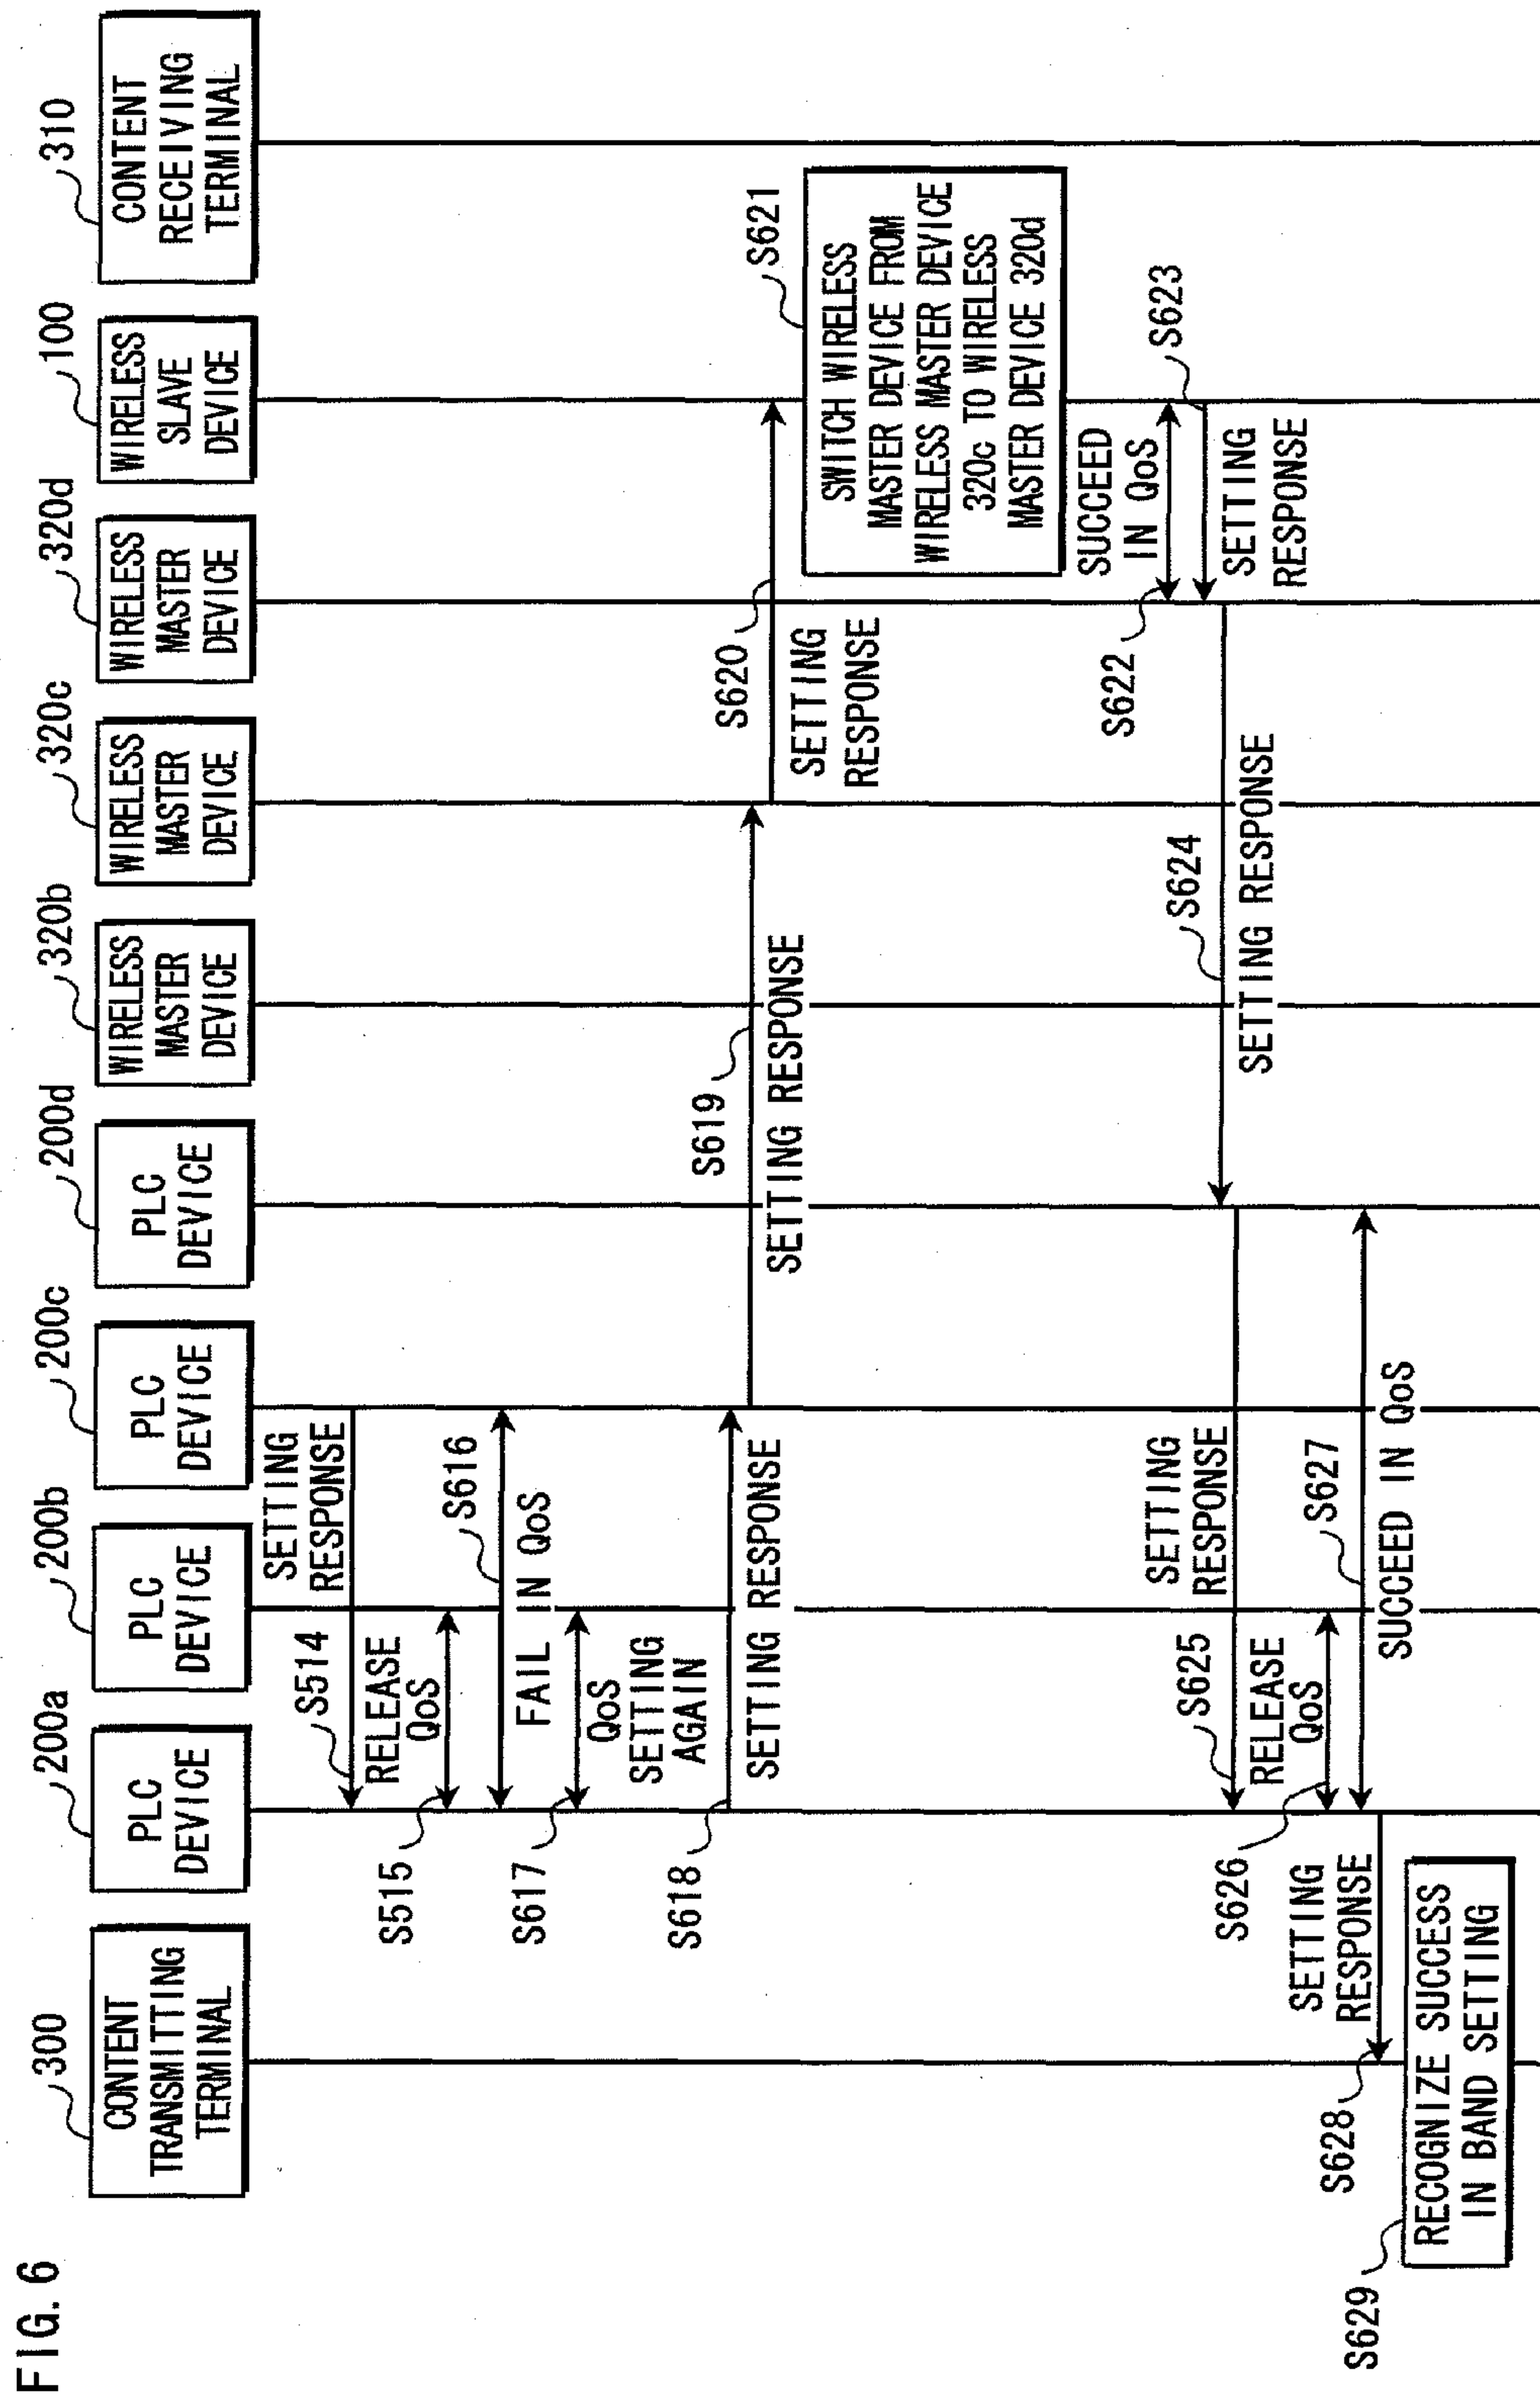 FIG. 6
300
CONTENT
TRANSMITTING
TERMINAL
200a
PLC
DEVICE
200b
PLC
DEVICE
200c
PLC
DEVICE
200d
PLC
DEVICE
320b
WIRELESS
MASTER
DEVICE
320c
WIRELESS
MASTER
DEVICE
320d
WIRELESS
MASTER
DEVICE
100
WIRELESS
SLAVE
DEVICE
310
CONTENT
RECEIVING
TERMINAL
SETTING
RESPONSE
S514
RELEASE
QoS
S515
S616
FAIL IN QoS
S617
QoS
SETTING
AGAIN
S618
SETTING RESPONSE
S619
SETTING RESPONSE
S620
SETTING
RESPONSE
S621
SWITCH WIRELESS
MASTER DEVICE FROM
WIRELESS MASTER DEVICE
320c TO WIRELESS
MASTER DEVICE 320d
SUCCEED
IN QoS
S622
S623
SETTING
RESPONSE
S624
SETTING RESPONSE
SETTING
RESPONSE
S625
RELEASE
QoS
S626
S627
SUCCEED IN QoS
SETTING
RESPONSE
S628
RECOGNIZE SUCCESS
IN BAND SETTING
S629